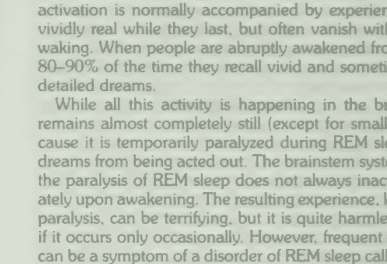 activation is normally accompanied by experien
vividly real while they last, but often vanish with
waking. When people are abruptly awakened fro
80–90% of the time they recall vivid and someti
detailed dreams.
While all this activity is happening in the br
remains almost completely still (except for small
cause it is temporarily paralyzed during REM sle
dreams from being acted out. The brainstem syst
the paralysis of REM sleep does not always inac
ately upon awakening. The resulting experience, k
paralysis, can be terrifying, but it is quite harmle
if it occurs only occasionally. However, frequent
can be a symptom of a disorder of REM sleep call